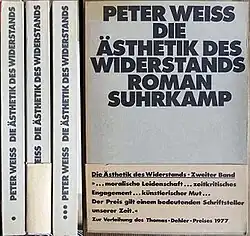 PETER WEISS DIE ÄSTHETIK DES WIDERSTANDS
PETER WEISS DIE ÄSTHETIK DES WIDERSTANDS
PETER WEISS DIE ÄSTHETIK DES WIDERSTANDS
PETER WEISS
DIE
ÄSTHETIK DES
WIDERSTANDS
ROMAN
SUHRKAMP
Die Ästhetik des Widerstands · Zweiter Band
»... moralische Leidenschaft ... zeitkritisches
Engagement ... künstlerischer Mut ...
Der Preis gilt einem bedeutenden Schriftsteller
unserer Zeit.«
Zur Verleihung des Thomas-Dehler-Preises 1977